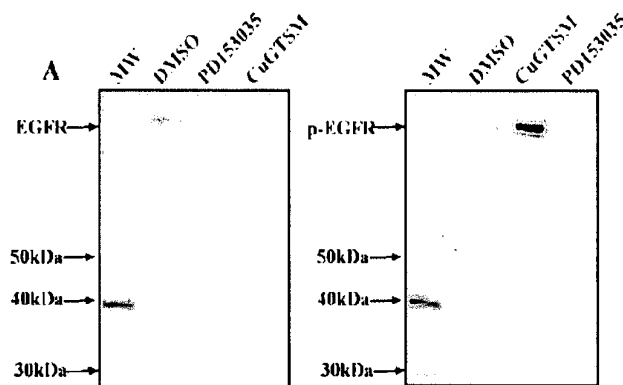 A
MW DMSO PD153035 CuGTSM
EGFR
50kDa
40kDa
30kDa
MW DMSO CuGTSM PD153035
p-EGFR
50kDa
40kDa
30kDa